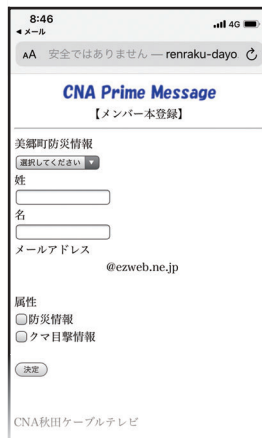 8:46
4G
◀ メール
AA 安全ではありません — renraku-dayo
CNA Prime Message
【メンバー本登録】
美郷町防災情報
選択してください ▼
姓
名
メールアドレス
@ezweb.ne.jp
属性
防災情報
クマ目撃情報
決定
CNA秋田ケーブルテレビ